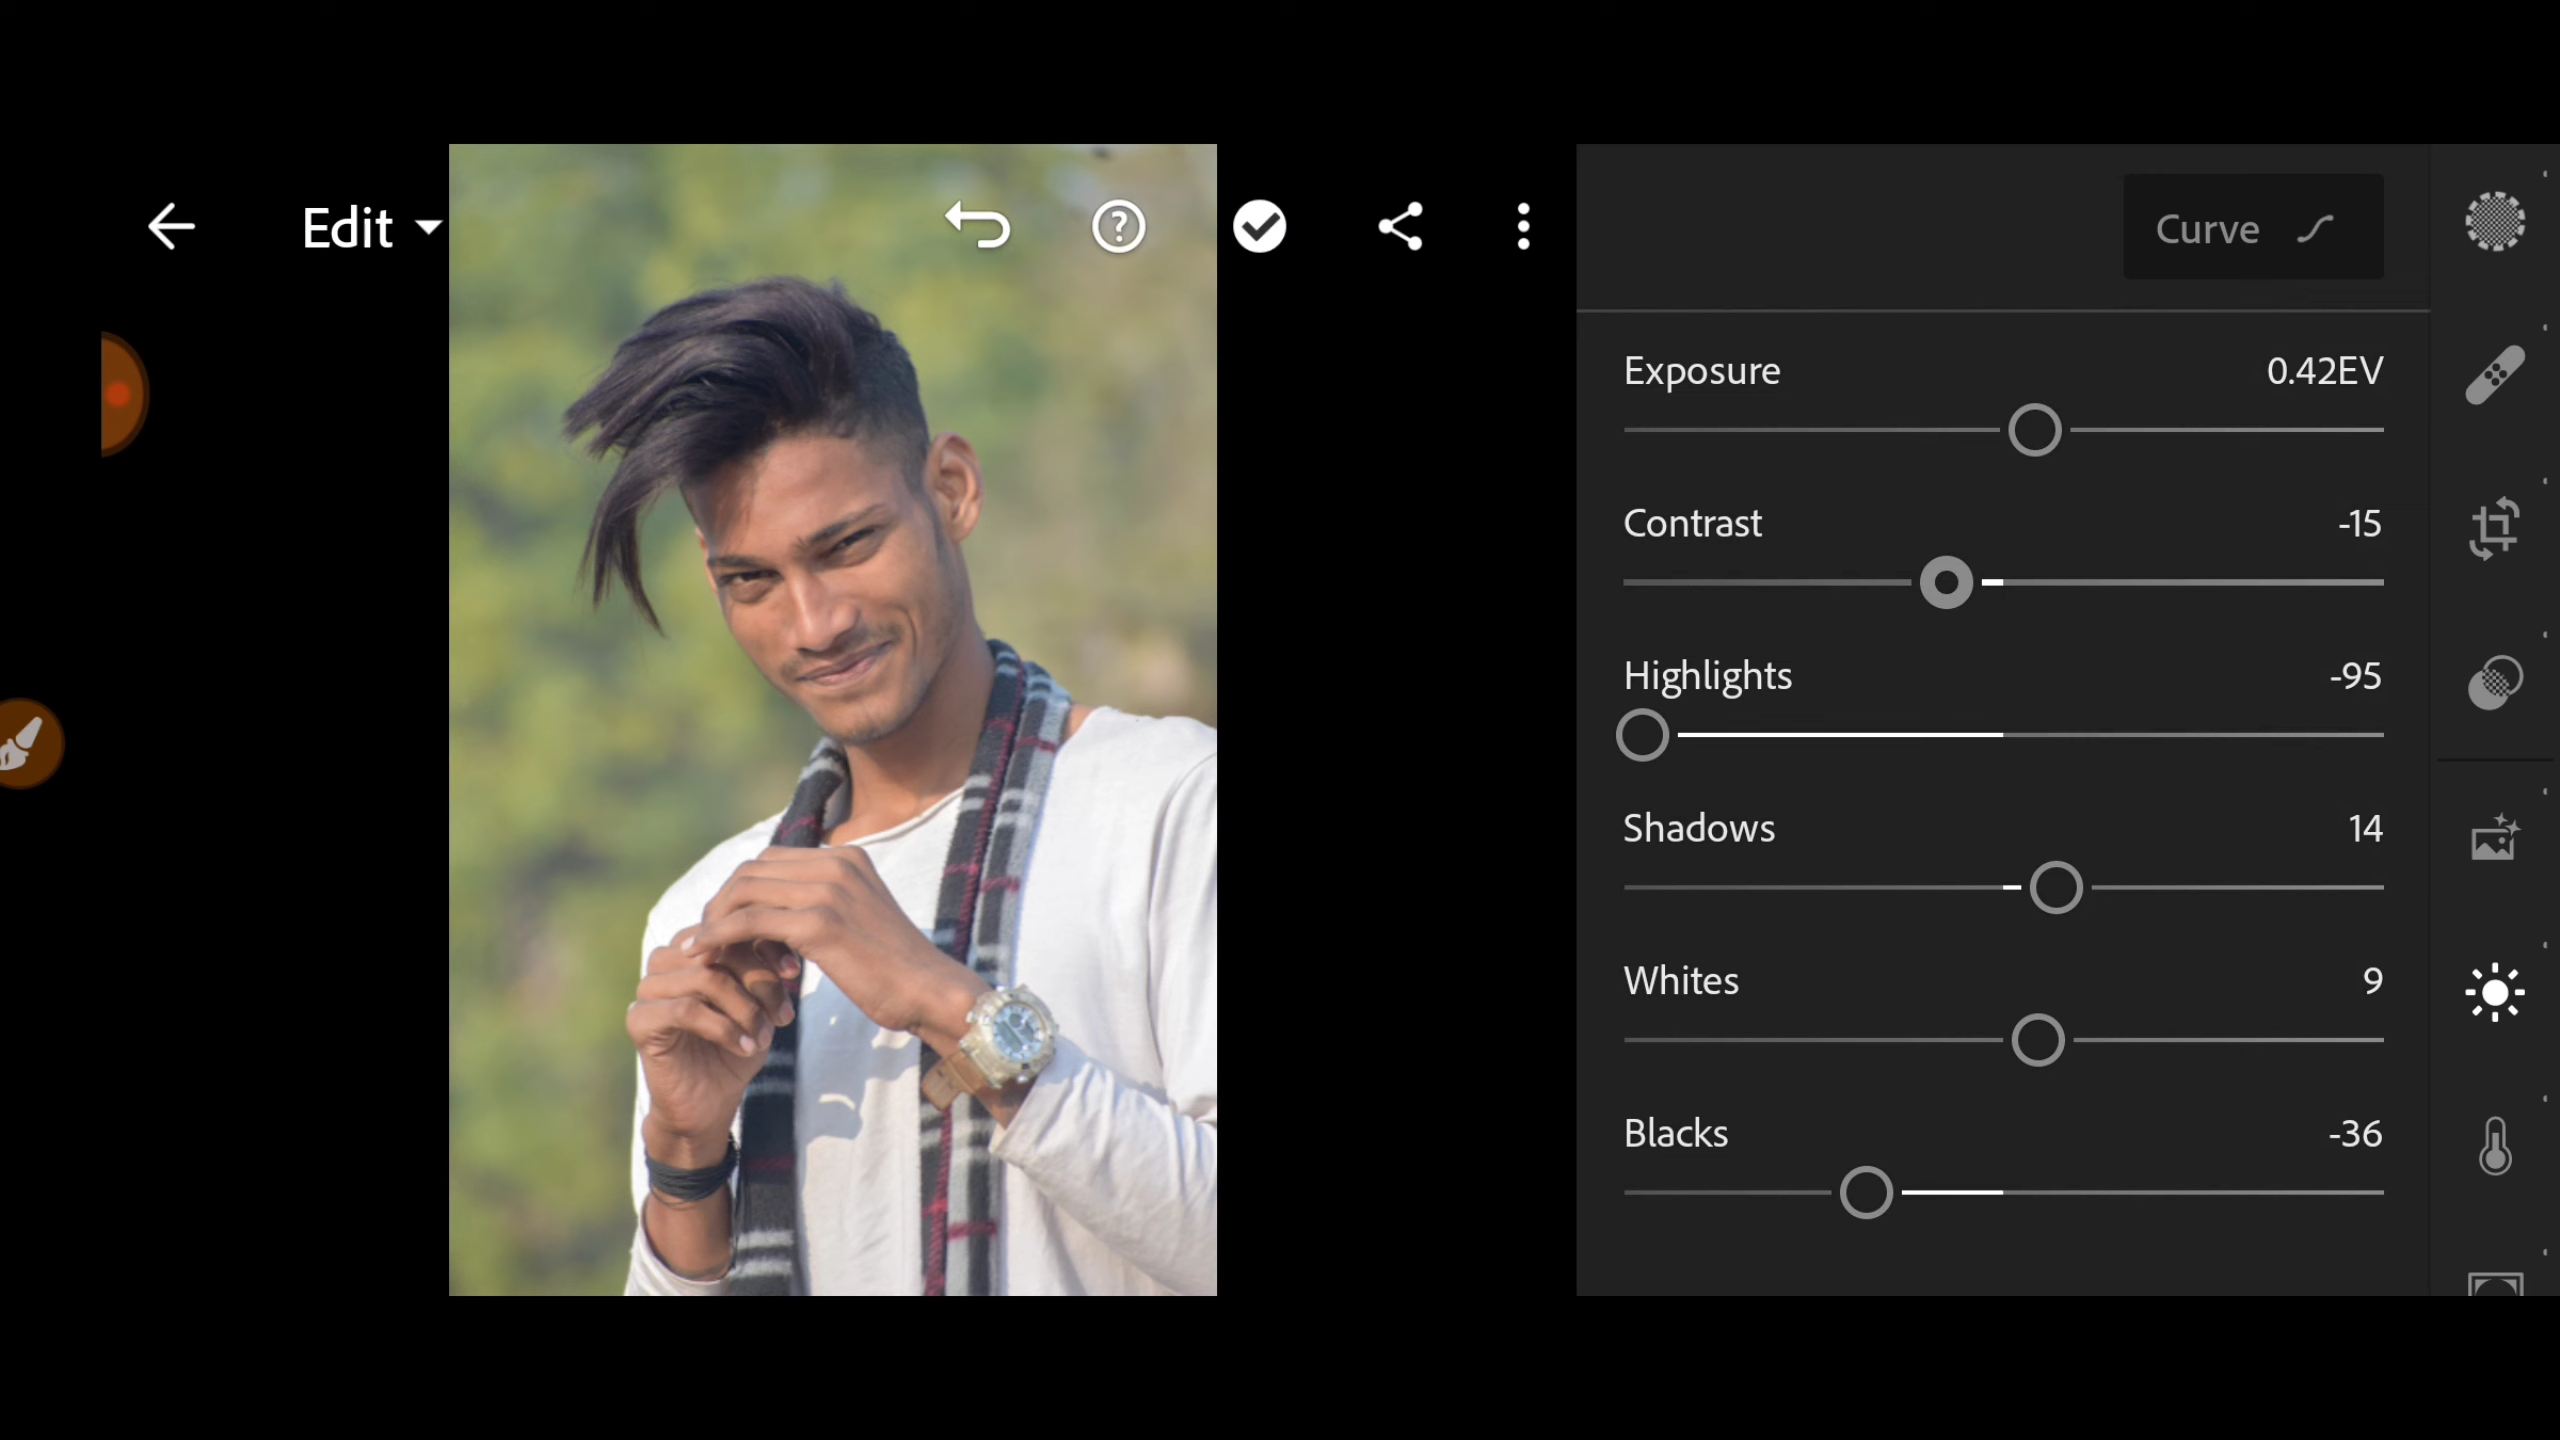 Edit
Curve
Exposure 0.42EV
Contrast -15
Highlights -95
Shadows 14
Whites 9
Blacks -36